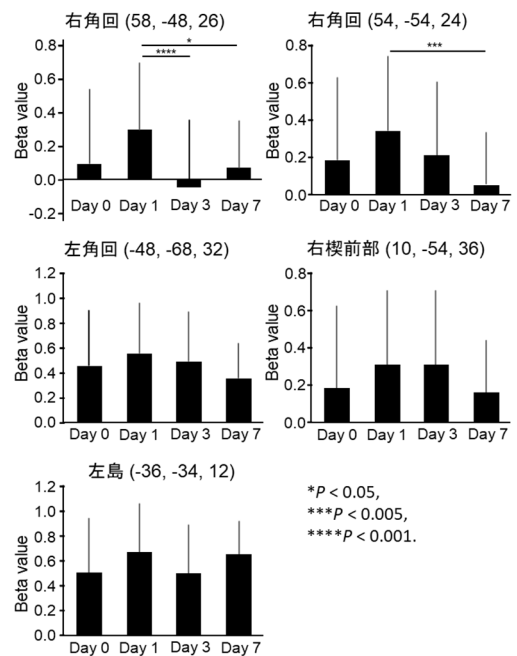 右角回 (58, -48, 26)
0.8
0.6
0.4
0.2
0.0
-0.2
Beta value
*
****
Day 0 Day 1 Day 3 Day 7
右角回 (54, -54, 24)
0.8
0.6
0.4
0.2
0.0
Beta value
***
Day 0 Day 1 Day 3 Day 7
左角回 (-48, -68, 32)
1.2
1.0
0.8
0.6
0.4
0.2
0.0
Beta value
Day 0 Day 1 Day 3 Day 7
右楔前部 (10, -54, 36)
0.8
0.6
0.4
0.2
0.0
Beta value
Day 0 Day 1 Day 3 Day 7
左島 (-36, -34, 12)
1.2
1.0
0.8
0.6
0.4
0.2
0.0
Beta value
Day 0 Day 1 Day 3 Day 7
*P < 0.05,
***P < 0.005,
****P < 0.001.